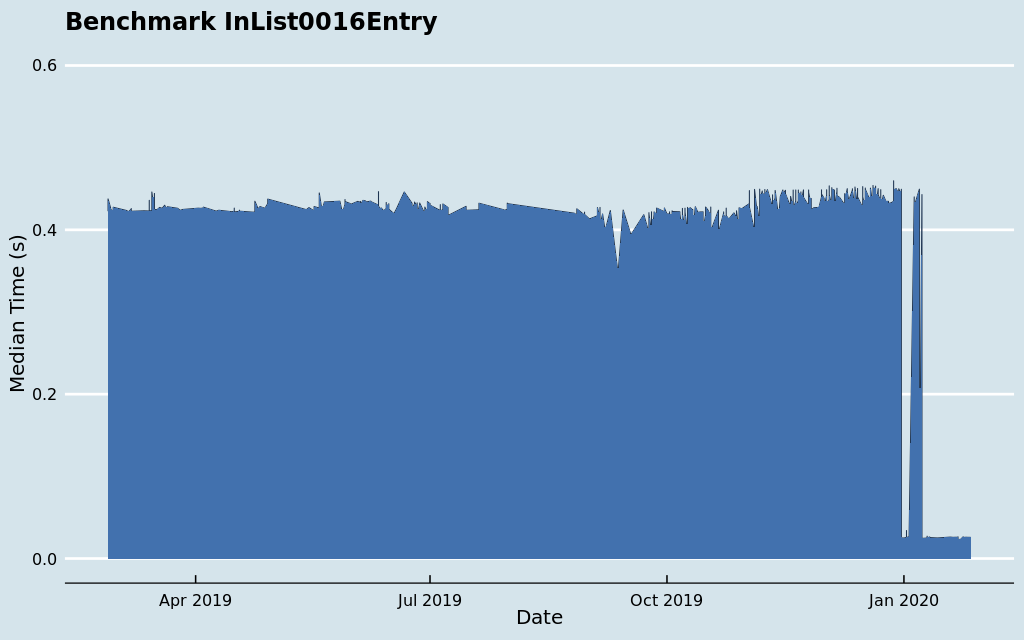 Benchmark InList0016Entry
0.6
0.4
0.2
0.0
Median Time (s)
Apr 2019
Jul 2019
Oct 2019
Jan 2020
Date